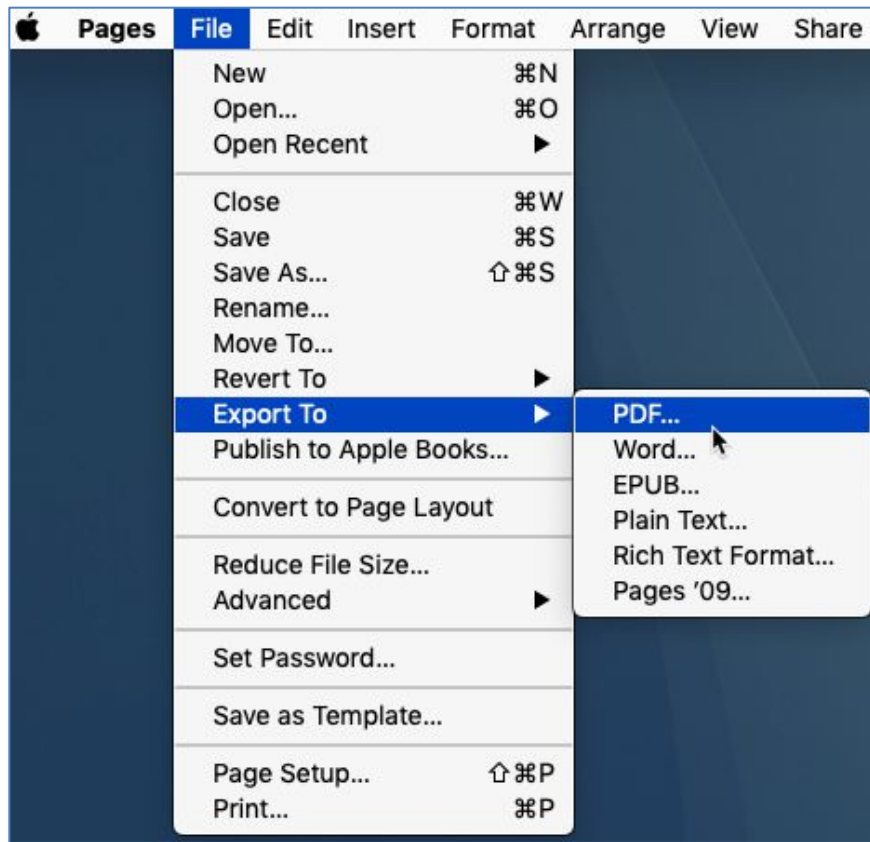 Pages File Edit Insert Format Arrange View Share
New ⌘N
Open... ⌘O
Open Recent ▶
Close ⌘W
Save ⌘S
Save As... ⇧⌘S
Rename...
Move To...
Revert To ▶
Export To ▶
Publish to Apple Books...
Convert to Page Layout
Reduce File Size...
Advanced ▶
Set Password...
Save as Template...
Page Setup... ⇧⌘P
Print... ⌘P
PDF...
Word...
EPUB...
Plain Text...
Rich Text Format...
Pages '09...